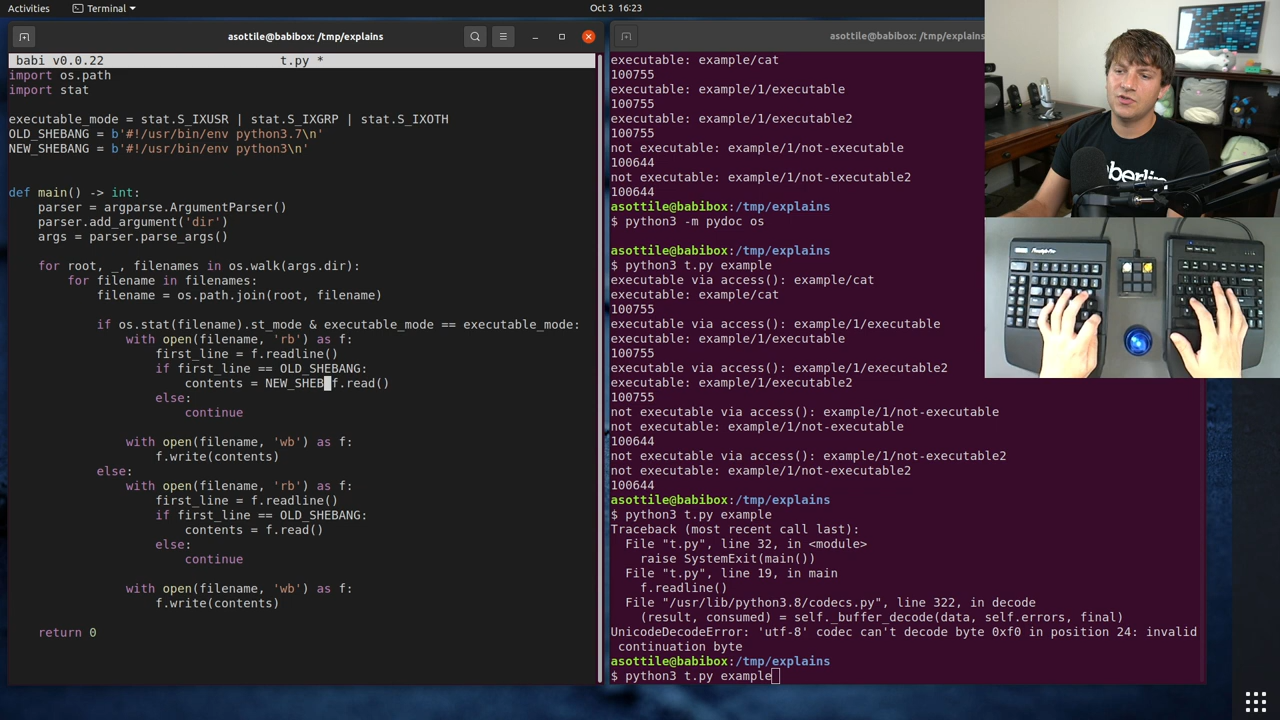 Activities
Terminal
Oct 3 16:23
asottile@babibox: /tmp/explains
babi v0.0.22
t.py *
import os.path
import stat
executable_mode = stat.S_IXUSR | stat.S_IXGRP | stat.S_IXOTH
OLD_SHEBANG = b'#!/usr/bin/env python3.7\n'
NEW_SHEBANG = b'#!/usr/bin/env python3\n'
def main() -> int:
parser = argparse.ArgumentParser()
parser.add_argument('dir')
args = parser.parse_args()
for root, _, filenames in os.walk(args.dir):
for filename in filenames:
filename = os.path.join(root, filename)
if os.stat(filename).st_mode & executable_mode == executable_mode:
with open(filename, 'rb') as f:
first_line = f.readline()
if first_line == OLD_SHEBANG:
contents = NEW_SHEB f.read()
else:
continue
with open(filename, 'wb') as f:
f.write(contents)
else:
with open(filename, 'rb') as f:
first_line = f.readline()
if first_line == OLD_SHEBANG:
contents = f.read()
else:
continue
with open(filename, 'wb') as f:
f.write(contents)
return 0
asottile@babibox: /tmp/explains
executable: example/cat
100755
executable: example/1/executable
100755
executable: example/1/executable2
100755
not executable: example/1/not-executable
100644
not executable: example/1/not-executable2
100644
asottile@babibox:/tmp/explains
$ python3 -m pydoc os
asottile@babibox:/tmp/explains
$ python3 t.py example
executable via access(): example/cat
executable: example/cat
100755
executable via access(): example/1/executable
executable: example/1/executable
100755
executable via access(): example/1/executable2
executable: example/1/executable2
100755
not executable via access(): example/1/not-executable
not executable: example/1/not-executable
100644
not executable via access(): example/1/not-executable2
not executable: example/1/not-executable2
100644
asottile@babibox:/tmp/explains
$ python3 t.py example
Traceback (most recent call last):
File "t.py", line 32, in <module>
raise SystemExit(main())
File "t.py", line 19, in main
f.readline()
File "/usr/lib/python3.8/codecs.py", line 322, in decode
(result, consumed) = self._buffer_decode(data, self.errors, final)
UnicodeDecodeError: 'utf-8' codec can't decode byte 0xf0 in position 24: invalid
continuation byte
asottile@babibox:/tmp/explains
$ python3 t.py example